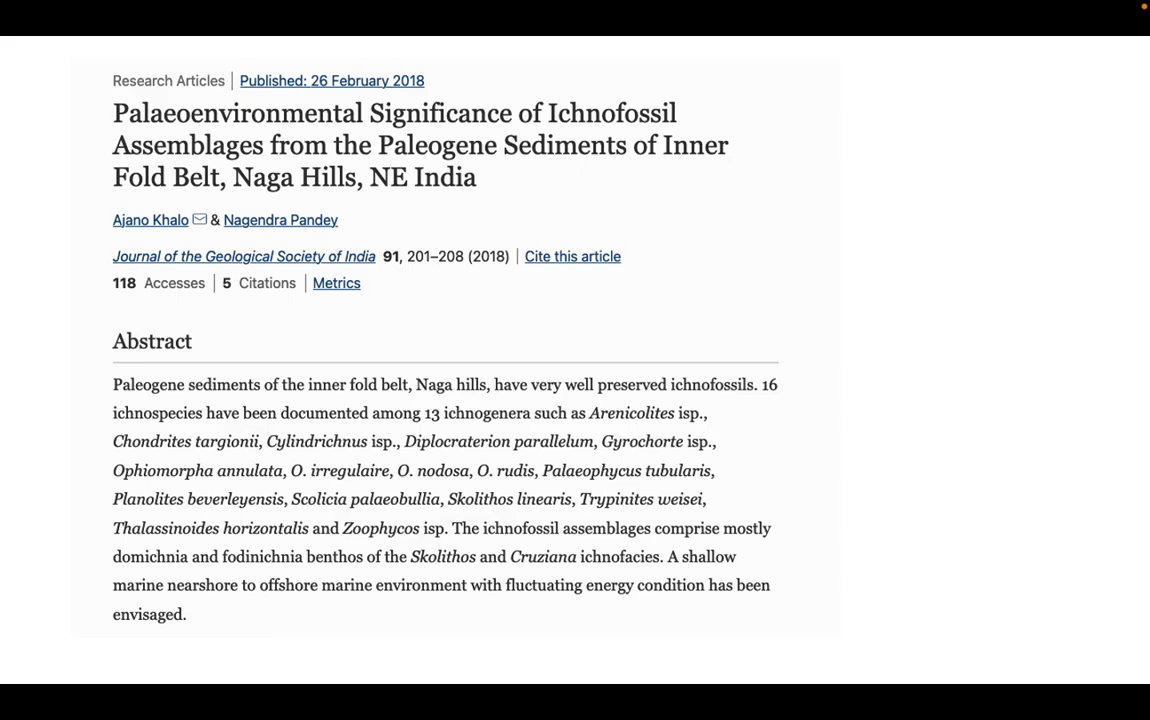 Research Articles | Published: 26 February 2018
Palaeoenvironmental Significance of Ichnofossil
Assemblages from the Paleogene Sediments of Inner
Fold Belt, Naga Hills, NE India
Ajano Khalo & Nagendra Pandey
Journal of the Geological Society of India 91, 201–208 (2018) | Cite this article
118 Accesses | 5 Citations | Metrics
Abstract
Paleogene sediments of the inner fold belt, Naga hills, have very well preserved ichnofossils. 16
ichnospecies have been documented among 13 ichnogenera such as Arenicolites isp.,
Chondrites targionii, Cylindrichnus isp., Diplocraterion parallelum, Gyrochorte isp.,
Ophiomorpha annulata, O. irregulaire, O. nodosa, O. rudis, Palaeophycus tubularis,
Planolites beverleyensis, Scolicia palaeobullia, Skolithos linearis, Trypinites weisei,
Thalassinoides horizontalis and Zoophycos isp. The ichnofossil assemblages comprise mostly
domichnia and fodinichnia benthos of the Skolithos and Cruziana ichnofacies. A shallow
marine nearshore to offshore marine environment with fluctuating energy condition has been
envisaged.